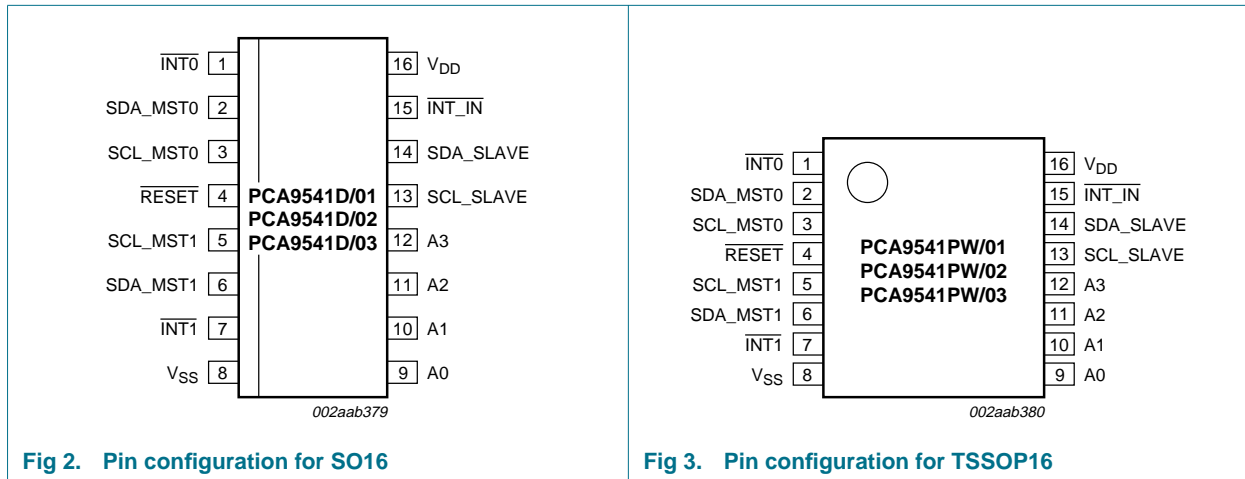 INT0 1 16 VDD
SDA_MST0 2 15 INT_IN
SCL_MST0 3 14 SDA_SLAVE
RESET 4 PCA9541D/01 13 SCL_SLAVE
PCA9541D/02
SCL_MST1 5 PCA9541D/03 12 A3
SDA_MST1 6 11 A2
INT1 7 10 A1
VSS 8 9 A0
002aab379
Fig 2. Pin configuration for SO16
INT0 1 16 VDD
SDA_MST0 2 15 INT_IN
SCL_MST0 3 14 SDA_SLAVE
RESET 4 PCA9541PW/01 13 SCL_SLAVE
SCL_MST1 5 PCA9541PW/02 12 A3
SDA_MST1 6 PCA9541PW/03 11 A2
INT1 7 10 A1
VSS 8 9 A0
002aab380
Fig 3. Pin configuration for TSSOP16